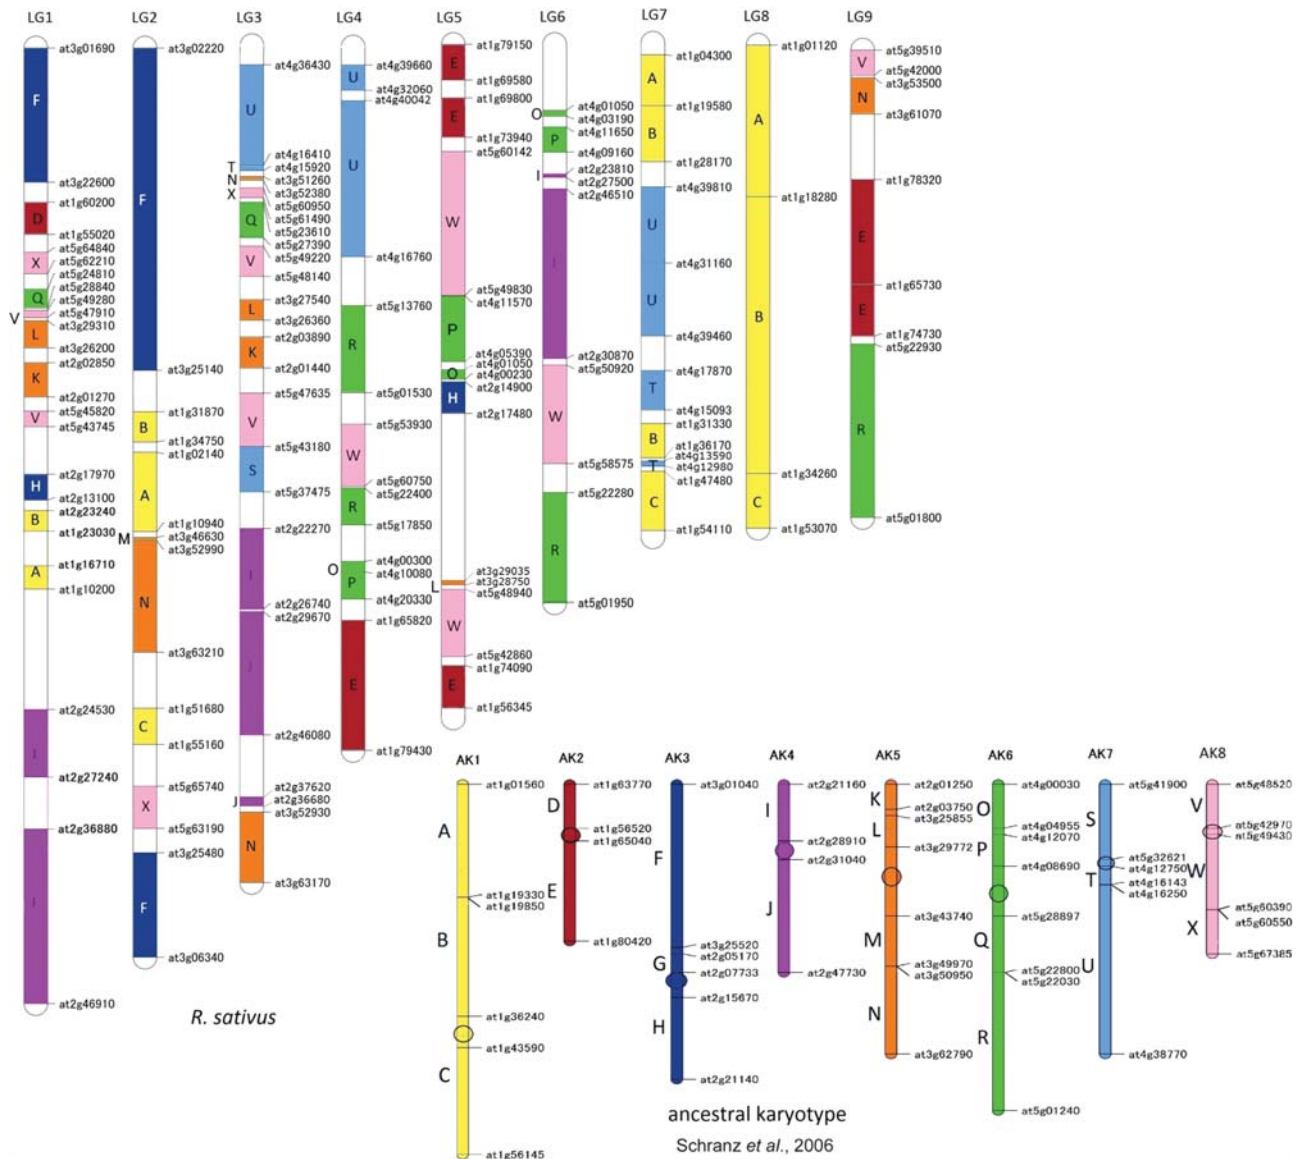 LG1 LG2 LG3 LG4 LG5 LG6 LG7 LG8 LG9
at3g01690
F
at3g22600
at1g60200
D
at1g55020
at5g64840
X
at5g62210
at5g24810
at5g28840
Q
at5g49280
at5g47910
V
at3g29310
L
at3g26200
at2g02850
K
at2g01270
at5g45820
V
at5g43745
at2g17970
H
at2g13100
at2g23240
B
at1g23030
at1g16710
A
at1g10200
at2g24530
I
at2g27240
at2g36880
J
at2g46910
at3g02220
F
at3g25140
at1g31870
B
at1g34750
at1g02140
A
at1g10940
at3g46630
M
at3g52990
N
at3g63210
at1g51680
C
at1g55160
at5g65740
X
at5g63190
at3g25480
F
at3g06340
at4g36430
U
at4g16410
T
at4g15920
N
at3g51260
at3g52380
X
at5g60950
at5g61490
Q
at5g23610
at5g27390
at5g49220
V
at5g48140
at3g27540
L
at3g26360
at2g03890
K
at2g01440
at5g47635
V
at5g43180
S
at5g37475
at2g22270
I
at2g26740
at2g29670
J
at2g46080
at2g37620
J
at2g36680
at3g52930
N
at3g63170
at4g39660
U
at4g32060
at4g40042
U
at4g16760
at5g13760
R
at5g01530
at5g53930
W
at5g60750
at5g22400
R
at5g17850
at4g00300
O
at4g10080
P
at4g20330
at1g65820
E
at1g79430
at1g79150
E
at1g69580
at1g69800
E
at1g73940
at5g60142
W
at5g49830
at4g11570
P
at4g05390
at4g01050
O
at4g00230
at2g14900
H
at2g17480
at3g29035
at3g28750
L
at5g48940
W
at5g42860
at1g74090
E
at1g56345
at4g01050
O
at4g03190
at4g11650
P
at4g09160
at2g23810
I
at2g27500
at2g46510
J
at2g30870
at5g50920
W
at5g58575
at5g22280
R
at5g01950
at1g04300
A
at1g19580
B
at1g28170
at4g39810
U
at4g31160
U
at4g39460
at4g17870
T
at4g15093
at1g31330
B
at1g36170
at4g13590
T
at4g12980
at1g47480
C
at1g54110
at1g01120
A
at1g18280
B
at1g34260
C
at1g53070
at5g39510
V
at5g42000
at3g53500
N
at3g61070
at1g78320
E
at1g65730
E
at1g74730
at5g22930
R
at5g01800
R. sativus
AK1 AK2 AK3 AK4 AK5 AK6 AK7 AK8
at1g01560
A
at1g19330
at1g19850
B
at1g36240
at1g43590
C
at1g56145
at1g63770
D
at1g56520
at1g65040
E
at1g80420
at3g01040
F
at3g25520
at2g05170
G
at2g07733
at2g15670
H
at2g21140
at2g21160
I
at2g28910
at2g31040
J
at2g47730
at2g01250
K
at2g03750
at3g25855
L
at3g29772
at3g43740
M
at3g49970
at3g50950
N
at3g62790
at4g00030
O
at4g04955
at4g12070
P
at4g08690
at5g28897
Q
at5g22800
at5g22030
R
at5g01240
at5g41900
S
at5g32621
at4g12750
T
at4g16143
at4g16250
U
at4g38770
at5g48520
V
at5g42970
at5g49430
W
at5g60390
at5g60550
X
at5g67385
ancestral karyotype
Schranz et al., 2006